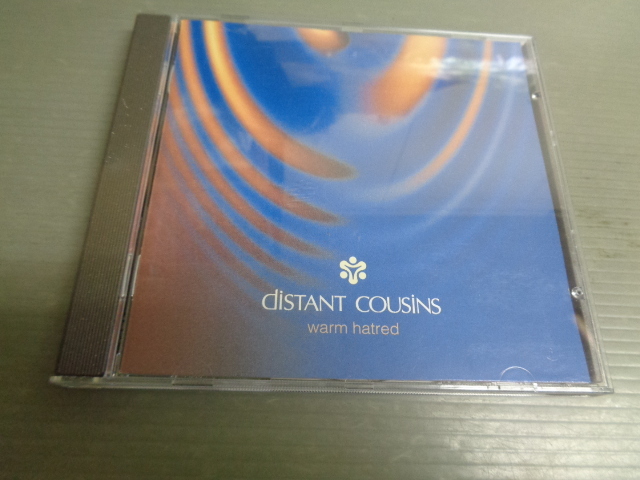 distant cousins
warm hatred